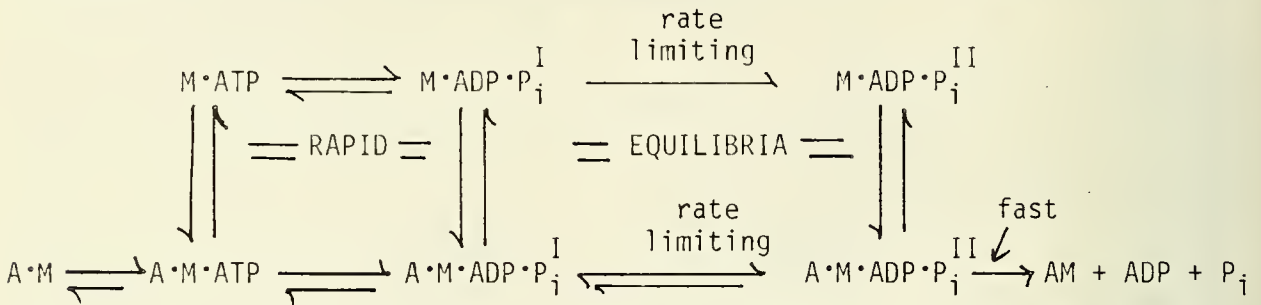 rate
limiting
M·ATP ⇌ M·ADP·P_i^I → M·ADP·P_i^II
= RAPID = = EQUILIBRIA =
rate
limiting
fast
A·M ⇌ A·M·ATP ⇌ A·M·ADP·P_i^I ⇌ A·M·ADP·P_i^II → AM + ADP + P_i